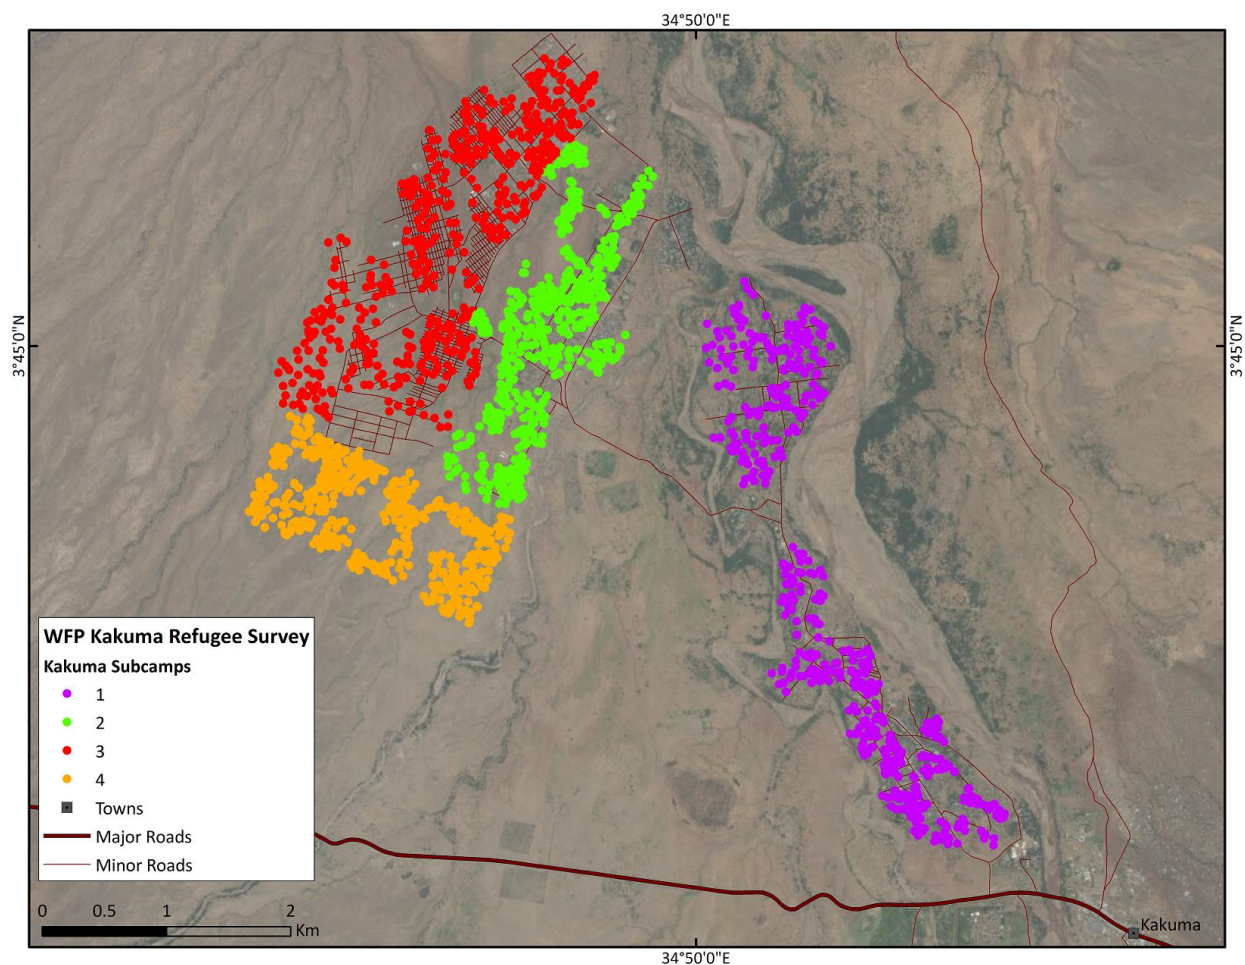 34°50'0"E
3°45'0"N
3°45'0"N
WFP Kakuma Refugee Survey
Kakuma Subcamps
1
2
3
4
Towns
Major Roads
Minor Roads
0 0.5 1 2
Km
Kakuma
34°50'0"E